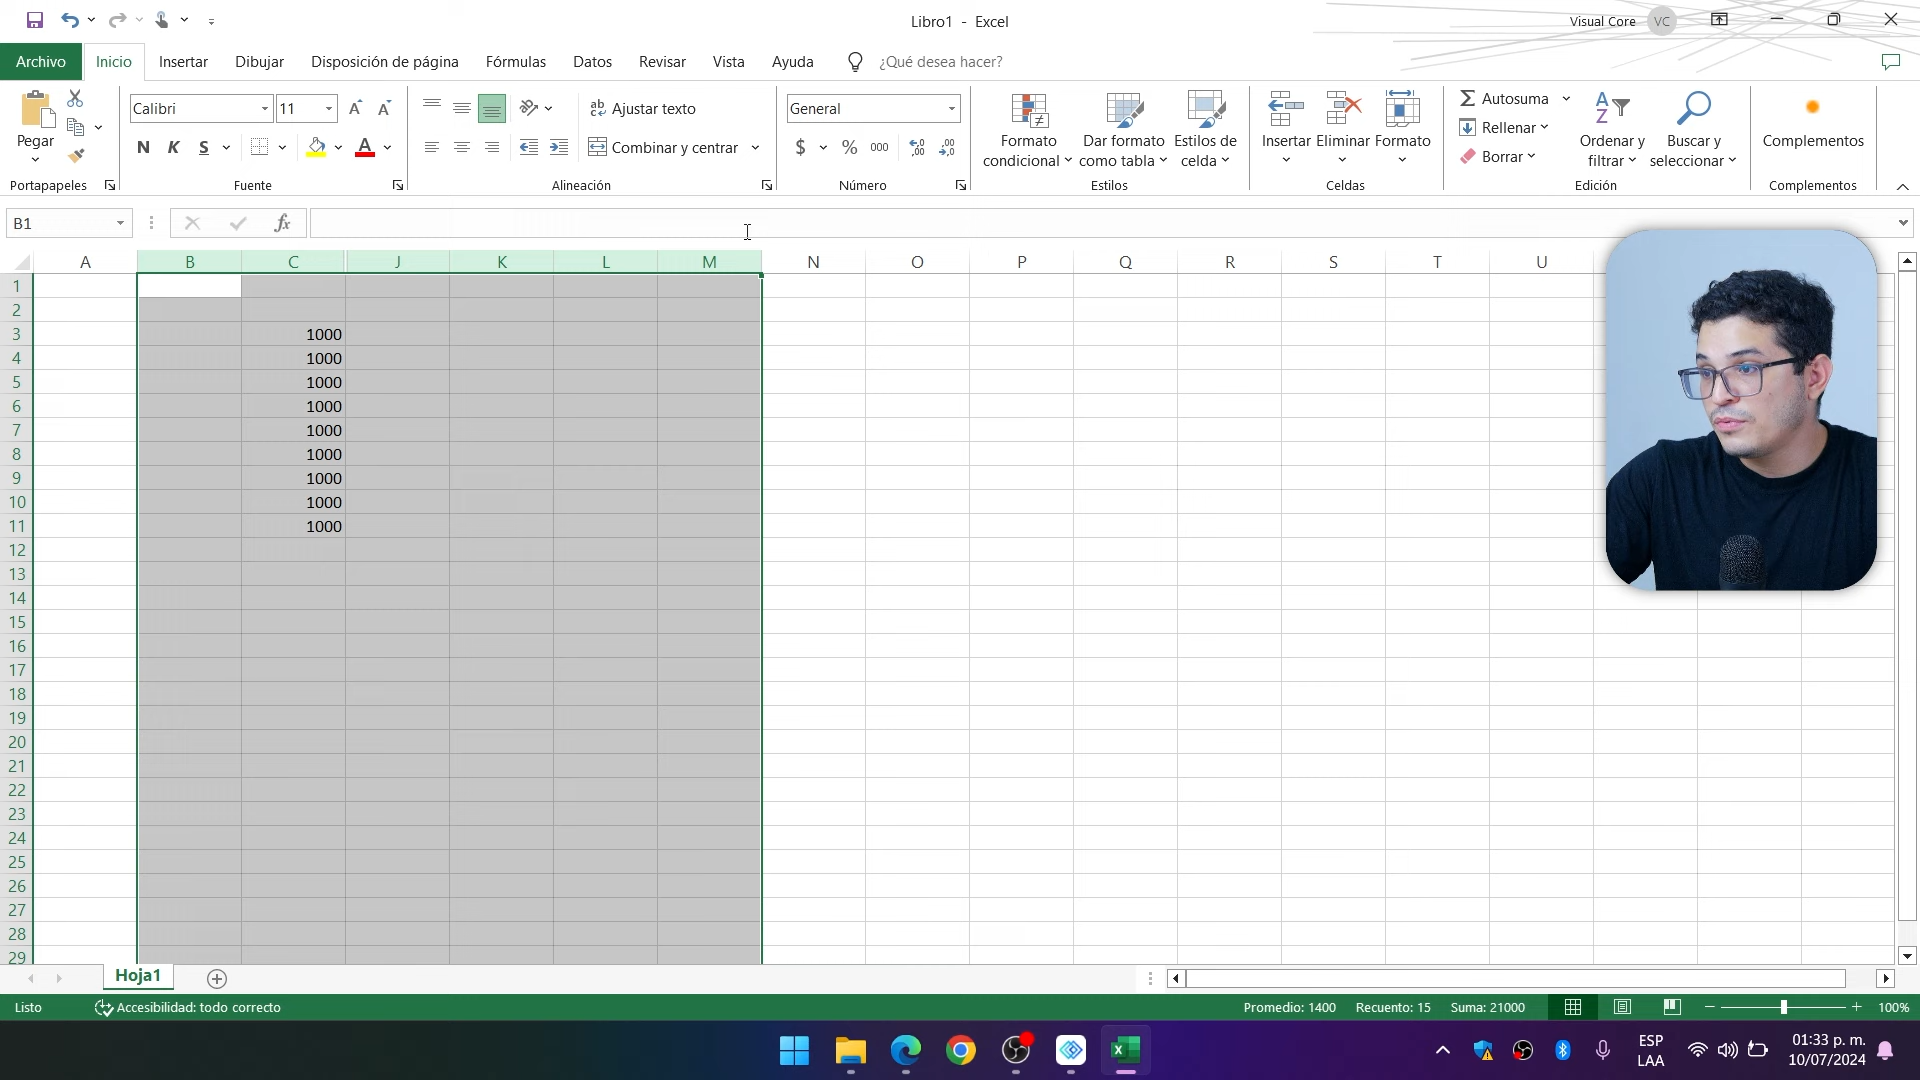 Libro1 - Excel
Visual Core
VC
Archivo
Inicio
Insertar
Dibujar
Disposición de página
Fórmulas
Datos
Revisar
Vista
Ayuda
¿Qué desea hacer?
Pegar
Portapapeles
Calibri
11
N K S
Fuente
Ajustar texto
Combinar y centrar
Alineación
General
$ % 000
Número
Formato
condicional
Dar formato
como tabla
Estilos de
celda
Estilos
Insertar
Eliminar
Formato
Celdas
Autosuma
Rellenar
Borrar
Ordenar y
filtrar
Buscar y
seleccionar
Edición
Complementos
Complementos
B1
fx
A B C J K L M N O P Q R S T U
1
2
3 1000
4 1000
5 1000
6 1000
7 1000
8 1000
9 1000
10 1000
11 1000
12
13
14
15
16
17
18
19
20
21
22
23
24
25
26
27
28
29
Hoja1
Listo
Accesibilidad: todo correcto
Promedio: 1400
Recuento: 15
Suma: 21000
100%
ESP
LAA
01:33 p. m.
10/07/2024